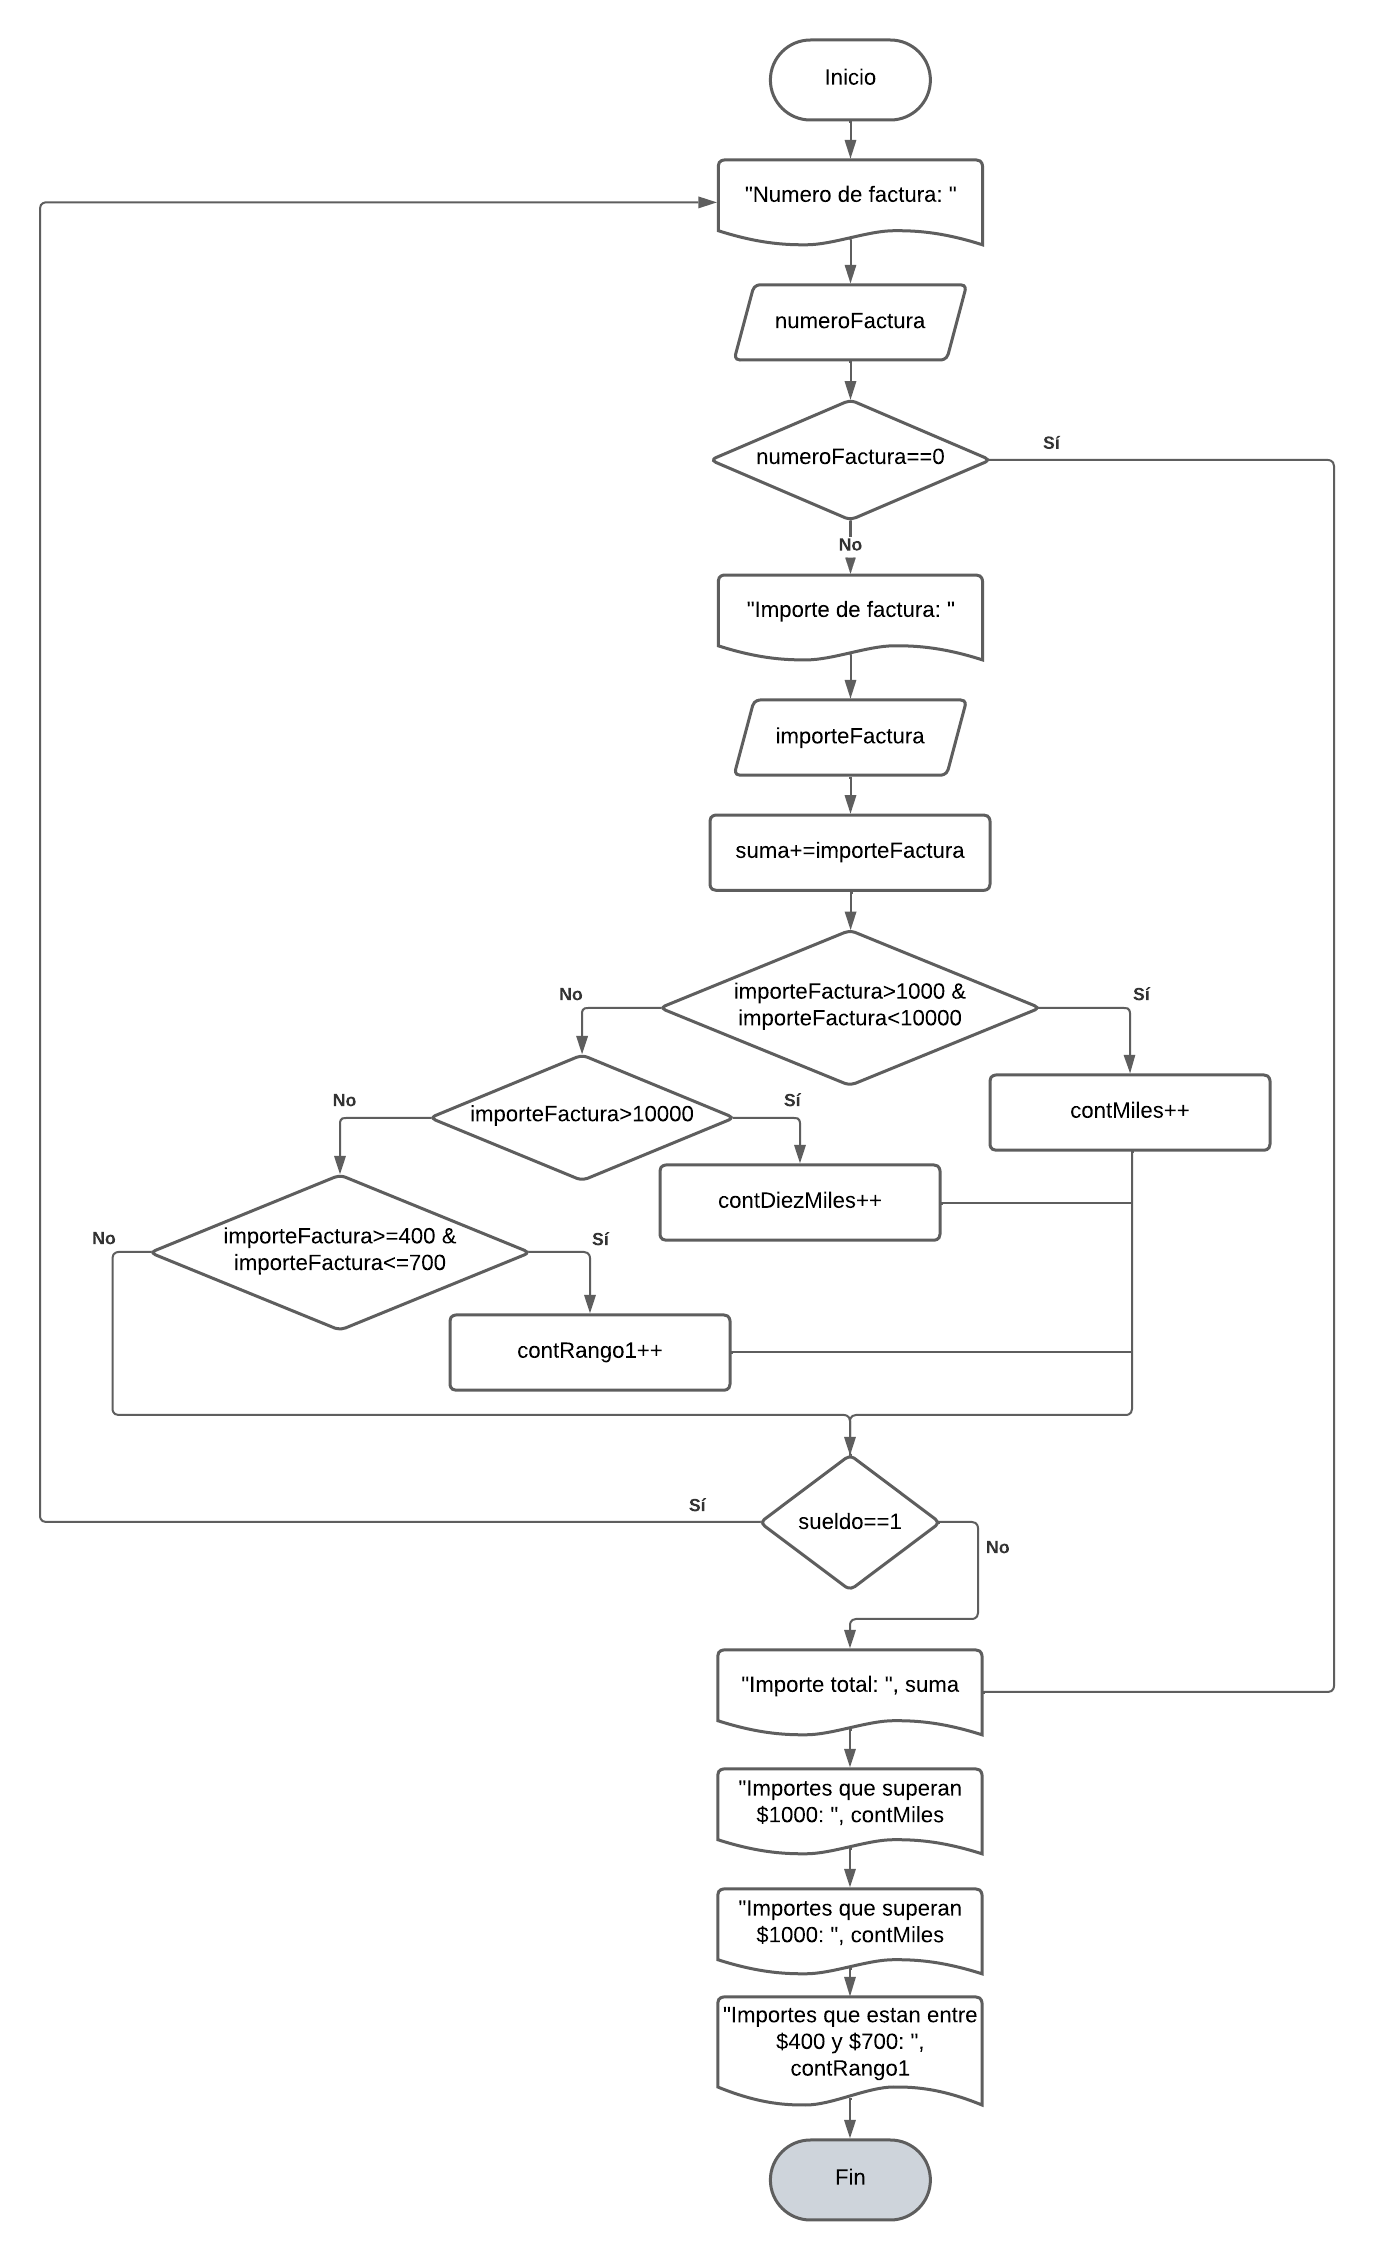 Inicio
"Numero de factura: "
numeroFactura
numeroFactura==0
Sí
No
"Importe de factura: "
importeFactura
suma+=importeFactura
importeFactura>1000 &
importeFactura<10000
No
Sí
importeFactura>10000
No
Sí
contMiles++
contDiezMiles++
importeFactura>=400 &
importeFactura<=700
No
Sí
contRango1++
sueldo==1
Sí
No
"Importe total: ", suma
"Importes que superan
$1000: ", contMiles
"Importes que superan
$1000: ", contMiles
"Importes que estan entre
$400 y $700: ",
contRango1
Fin